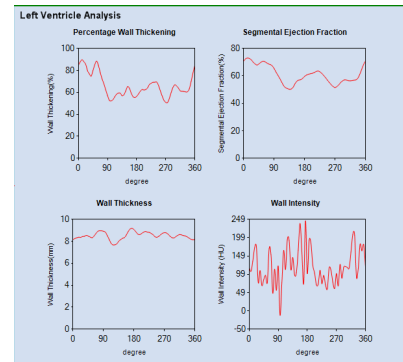 Left Ventricle Analysis
Percentage Wall Thickening
Wall Thickening(%)
100
80
60
40
20
0
0 90 180 270 360
degree
Segmental Ejection Fraction
Segmental Ejection Fraction(%)
80
60
40
20
0
0 90 180 270 360
degree
Wall Thickness
Wall Thickness(mm)
10
8
6
4
2
0
0 90 180 270 360
degree
Wall Intensity
Wall Intensity (HU)
249
199
149
99
49
0
-50
0 90 180 270 360
degree